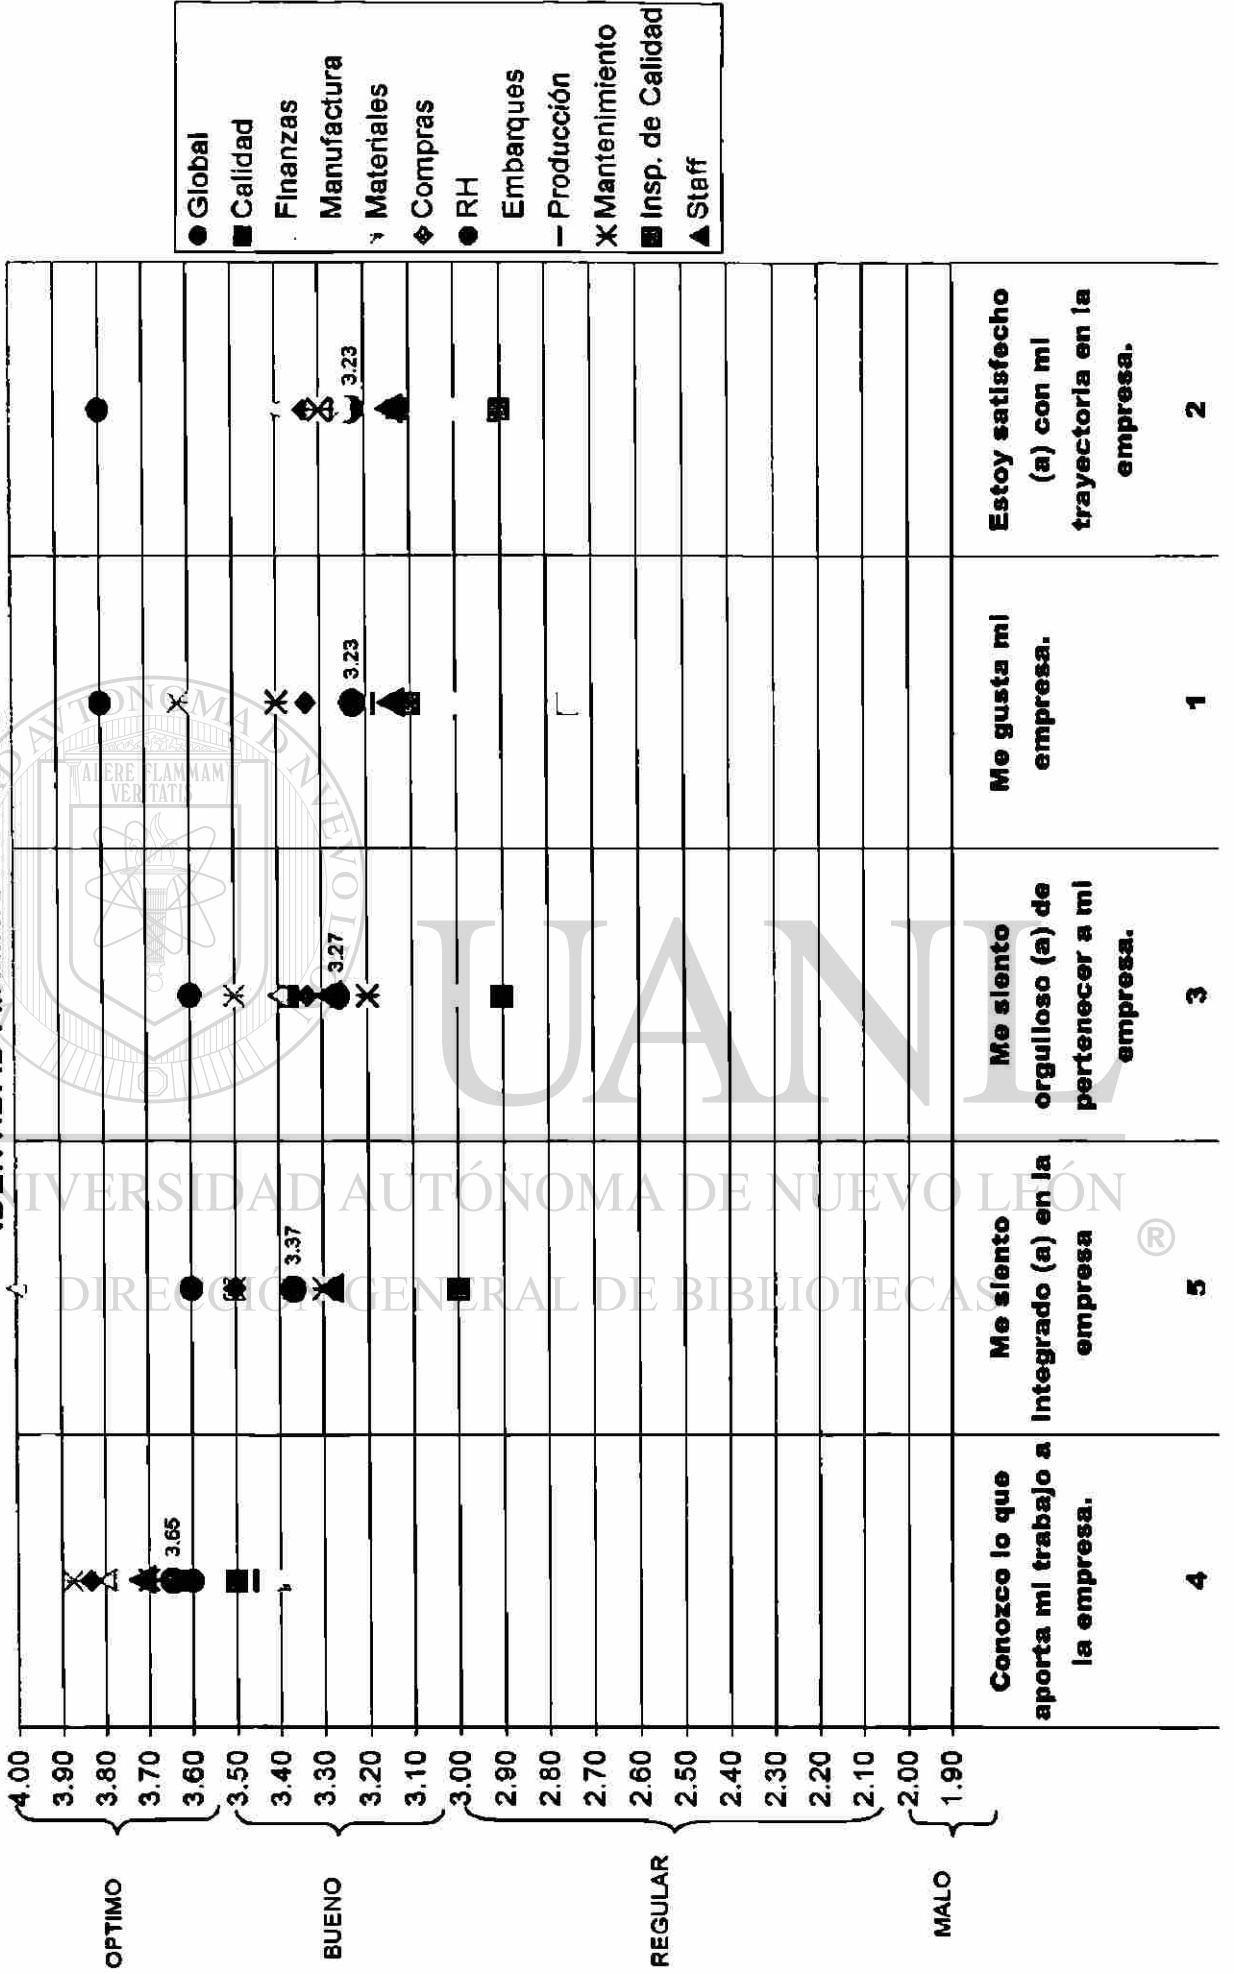 4.00
3.90
3.80
3.70
3.60
3.50
3.40
3.30
3.20
3.10
3.00
2.90
2.80
2.70
2.60
2.50
2.40
2.30
2.20
2.10
2.00
1.90
OPTIMO
BUENO
REGULAR
MALO
3.65
3.37
3.27
3.23
3.23
Conozco lo que
aporta mi trabajo a
la empresa.
4
Me siento
Integrado (a) en la
empresa
5
Me siento
orgulloso (a) de
pertenecer a mi
empresa.
3
Me gusta mi
empresa.
1
Estoy satisfecho
(a) con mi
trayectoria en la
empresa.
2
Global
Calidad
Finanzas
Manufactura
Materiales
Compras
RH
Embarques
Producción
Mantenimiento
Insp. de Calidad
Staff
ALERE FLAMMAM
VERITATIS
UANL
UNIVERSIDAD AUTÓNOMA DE NUEVO LEÓN
®
DIRECCIÓN GENERAL DE BIBLIOTECAS